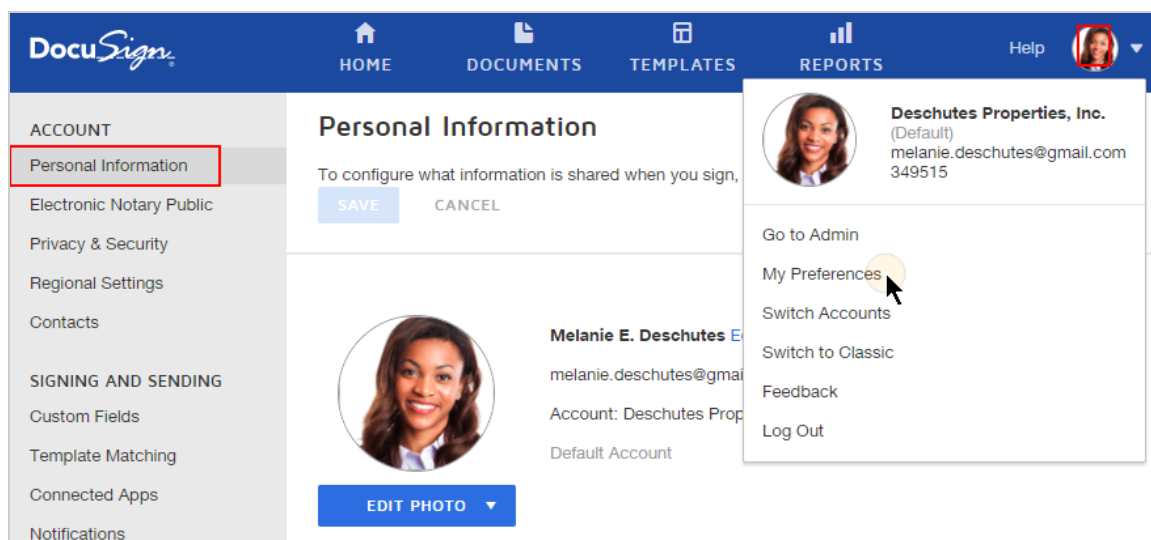 DocuSign
HOME
DOCUMENTS
TEMPLATES
REPORTS
Help
ACCOUNT
Personal Information
Electronic Notary Public
Privacy & Security
Regional Settings
Contacts
SIGNING AND SENDING
Custom Fields
Template Matching
Connected Apps
Notifications
Personal Information
To configure what information is shared when you sign,
SAVE CANCEL
Melanie E. Deschutes
melanie.deschutes@gmai
Account: Deschutes Prop
Default Account
EDIT PHOTO
Deschutes Properties, Inc.
(Default)
melanie.deschutes@gmail.com
349515
Go to Admin
My Preferences
Switch Accounts
Switch to Classic
Feedback
Log Out